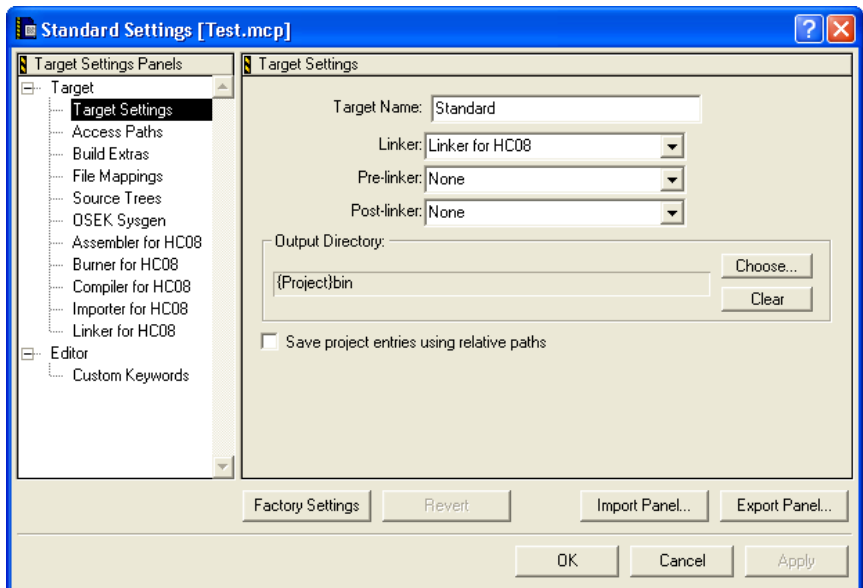 Standard Settings [Test.mcp]
Target Settings Panels
Target
Target Settings
Access Paths
Build Extras
File Mappings
Source Trees
OSEK Sysgen
Assembler for HC08
Burner for HC08
Compiler for HC08
Importer for HC08
Linker for HC08
Editor
Custom Keywords
Target Settings
Target Name: Standard
Linker: Linker for HC08
Pre-linker: None
Post-linker: None
Output Directory:
{Project}bin
Choose...
Clear
Save project entries using relative paths
Factory Settings Revert Import Panel... Export Panel...
OK Cancel Apply